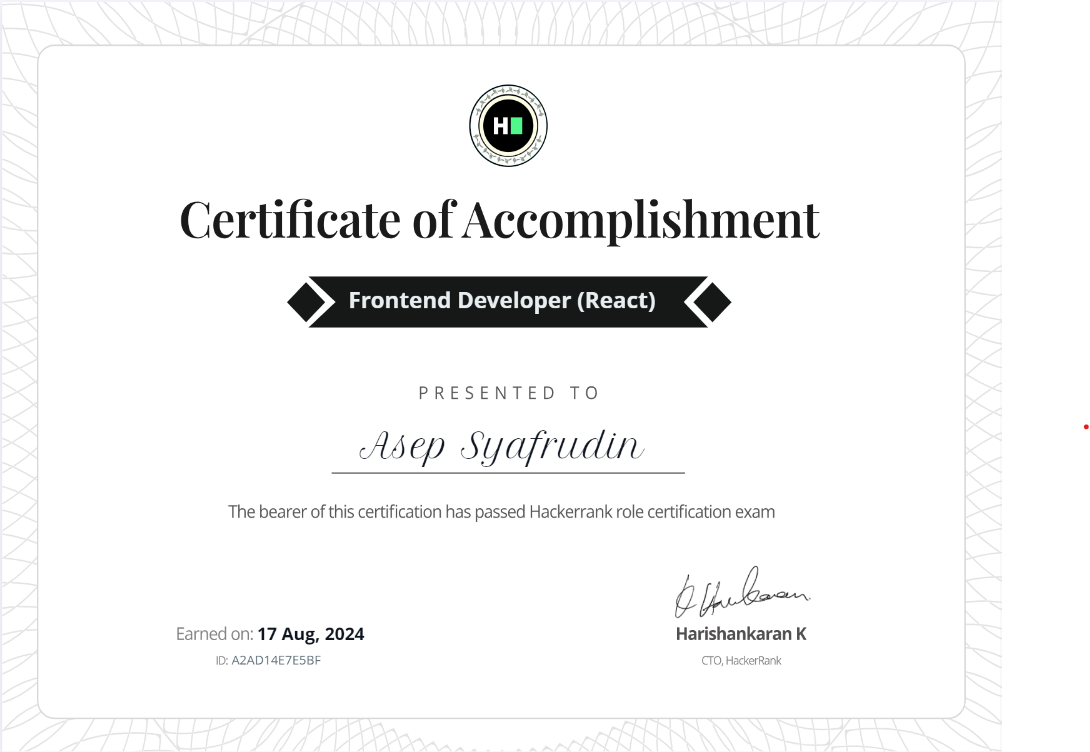 H
Certificate of Accomplishment
Frontend Developer (React)
PRESENTED TO
Asep Syafrudin
The bearer of this certification has passed Hackerrank role certification exam
Earned on: 17 Aug, 2024
ID: A2AD14E7E5BF
Harishankaran K
CTO, HackerRank